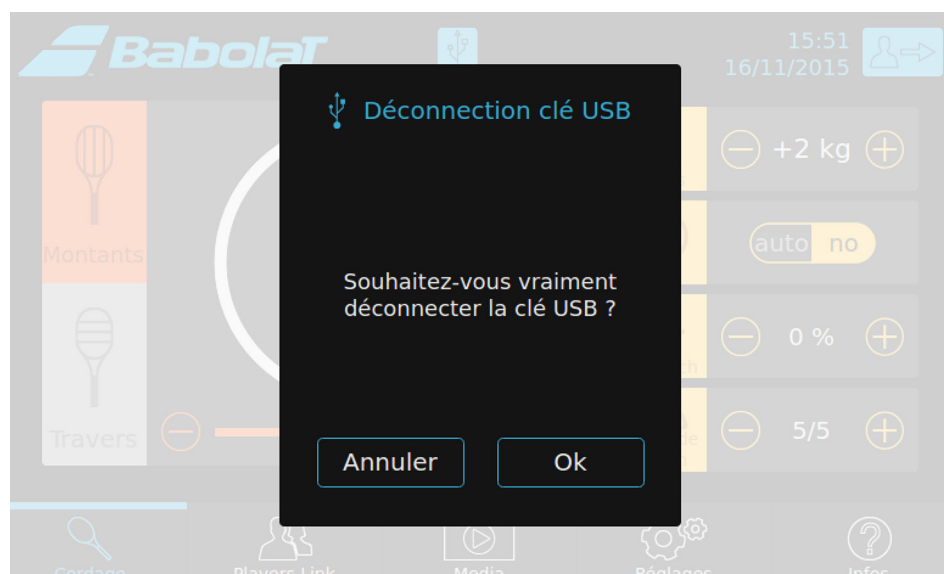 BabolaT
15:51
16/11/2015
Déconnection clé USB
+2 kg
Montants
auto no
Souhaitez-vous vraiment
déconnecter la clé USB ?
0 %
Travers
5/5
Annuler
Ok
Cordage
Players Link
Media
Réglages
Infos